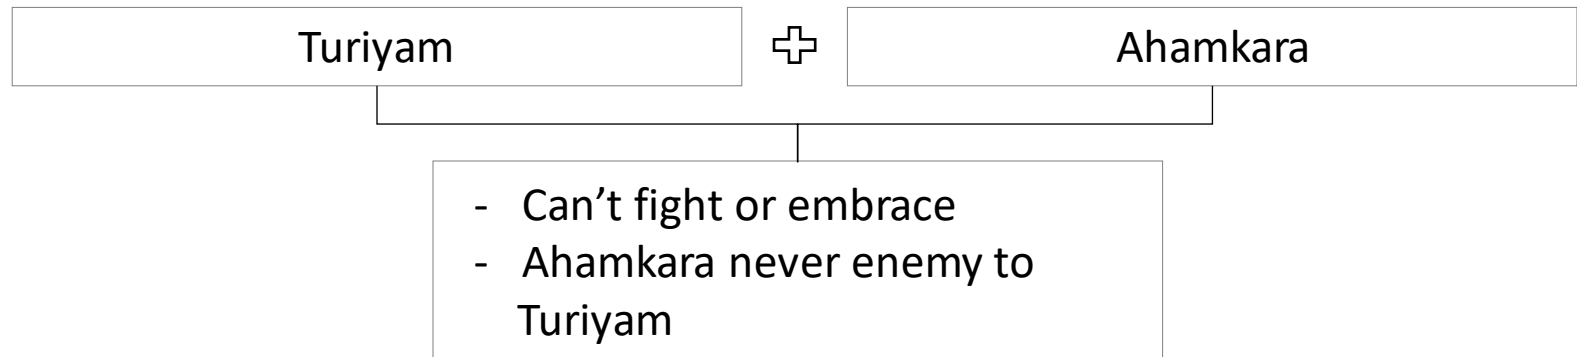 Turiyam
Ahamkara
- Can’t fight or embrace
- Ahamkara never enemy to
Turiyam